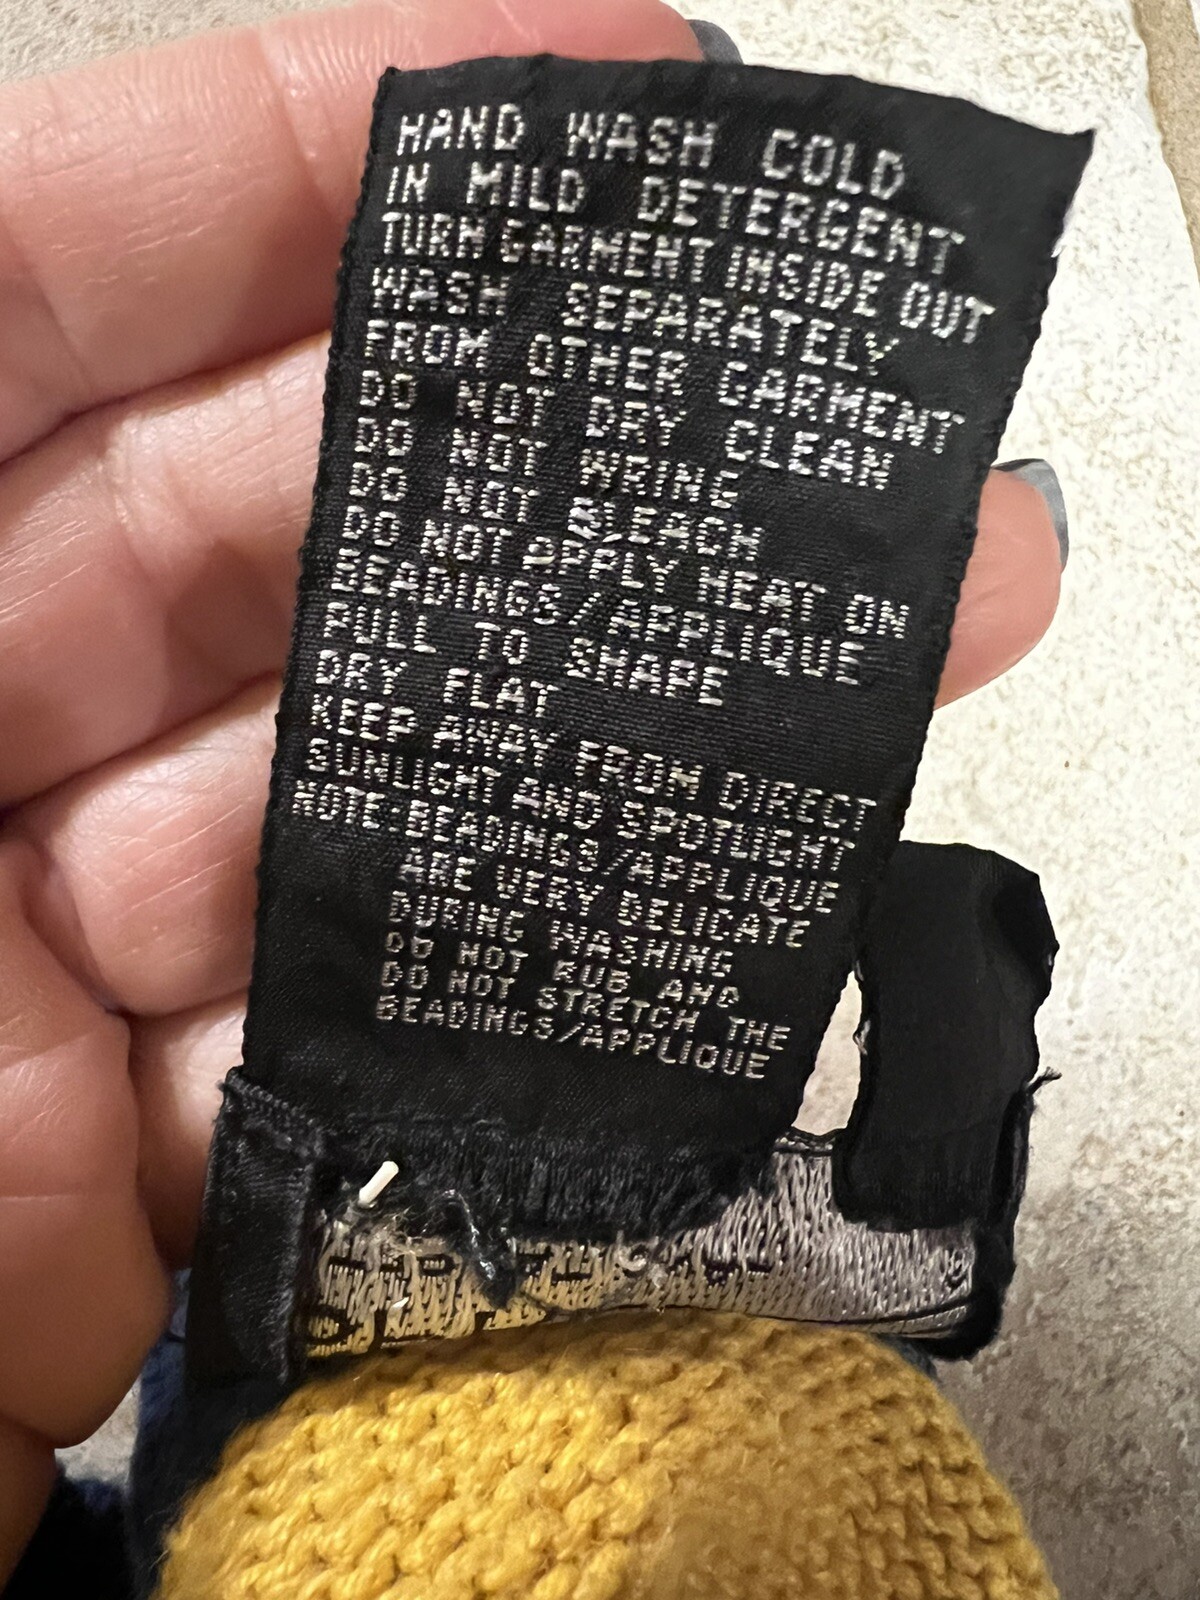 HAND WASH COLD
IN MILD DETERGENT
TURN GARMENT INSIDE OUT
WASH SEPARATELY
FROM OTHER GARMENT
DO NOT DRY CLEAN
DO NOT WRING
DO NOT BLEACH
DO NOT APPLY HEAT ON
BEADINGS/APPLIQUE
PULL TO SHAPE
DRY FLAT
KEEP AWAY FROM DIRECT
SUNLIGHT AND SPOTLIGHT
NOTE:BEADINGS/APPLIQUE
ARE VERY DELICATE
DURING WASHING
DO NOT RUB AND
DO NOT STRETCH THE
BEADINGS/APPLIQUE